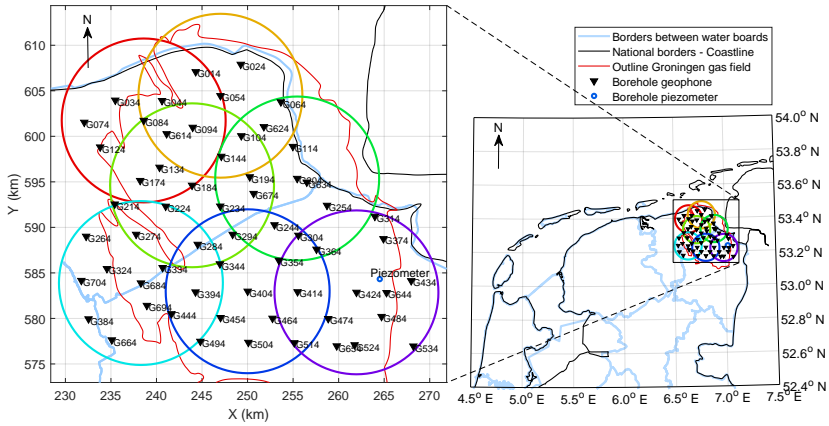 610
605
600
595
590
585
580
575
230
235
240
245
250
255
260
265
270
X (km)
Y (km)
N
G014
G024
G034
G044
G054
G064
G074
G084
G094
G104
G114
G124
G614
G624
G134
G144
G174
G184
G194
G204
G634
G214
G224
G234
G674
G254
G314
G264
G274
G284
G294
G244
G304
G364
G374
G324
G334
G344
G354
Piezometer
G704
G684
G394
G404
G414
G424
G644
G434
G694
G384
G444
G454
G464
G474
G484
G664
G494
G504
G514
G524
G534
Borders between water boards
National borders - Coastline
Outline Groningen gas field
Borehole geophone
Borehole piezometer
N
54.0° N
53.8° N
53.6° N
53.4° N
53.2° N
53.0° N
52.8° N
52.6° N
52.4° N
4.5° E
5.0° E
5.5° E
6.0° E
6.5° E
7.0° E
7.5° E